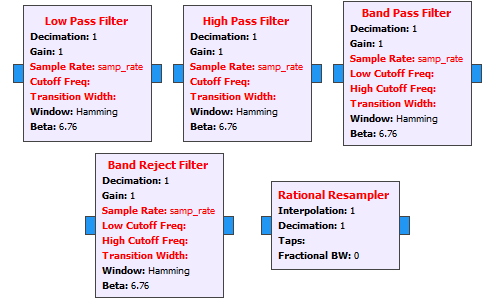 Low Pass Filter
Decimation: 1
Gain: 1
Sample Rate: samp_rate
Cutoff Freq:
Transition Width:
Window: Hamming
Beta: 6.76
High Pass Filter
Decimation: 1
Gain: 1
Sample Rate: samp_rate
Cutoff Freq:
Transition Width:
Window: Hamming
Beta: 6.76
Band Pass Filter
Decimation: 1
Gain: 1
Sample Rate: samp_rate
Low Cutoff Freq:
High Cutoff Freq:
Transition Width:
Window: Hamming
Beta: 6.76
Band Reject Filter
Decimation: 1
Gain: 1
Sample Rate: samp_rate
Low Cutoff Freq:
High Cutoff Freq:
Transition Width:
Window: Hamming
Beta: 6.76
Rational Resampler
Interpolation: 1
Decimation: 1
Taps:
Fractional BW: 0